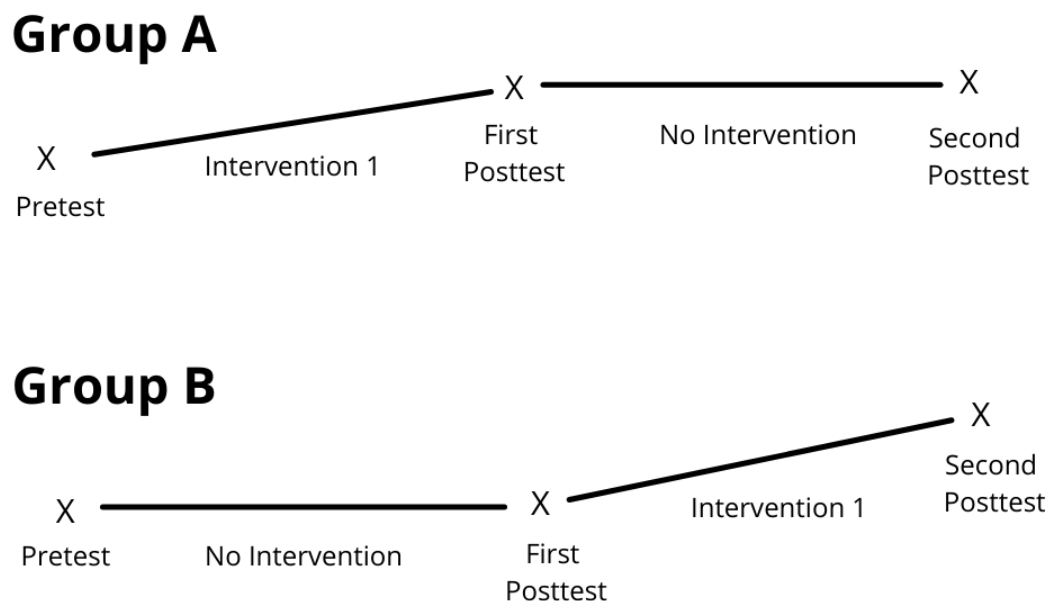 Group A
X
X
X
First
No Intervention
Second
Intervention 1
Posttest
Posttest
Pretest
Group B
X
X
X
Second
Intervention 1
Posttest
Pretest
No Intervention
First
Posttest